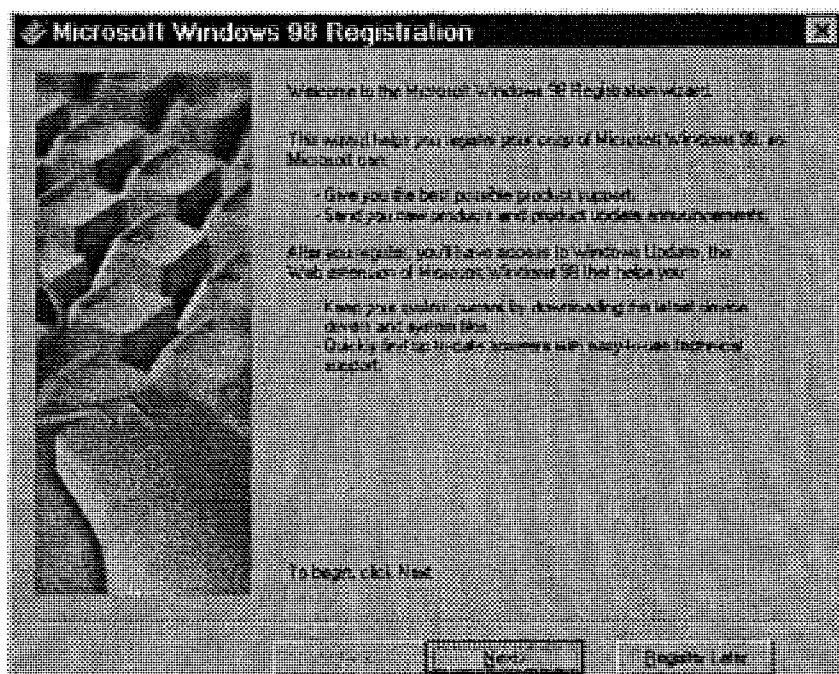 Microsoft Windows 98 Registration
Welcome to the Microsoft Windows 98 Registration wizard.
This wizard helps you register your copy of Microsoft Windows 98, so
Microsoft can:
- Give you the best possible product support.
- Send you new products and product update announcements.
After you register, you'll have access to Windows Update, the
Web extension of Microsoft Windows 98 that helps you:
- Keep your system current by downloading the latest device
drivers and system files.
- Quickly find up-to-date answers with easy-to-use technical
support.
To begin, click Next.
Next>
Register Later